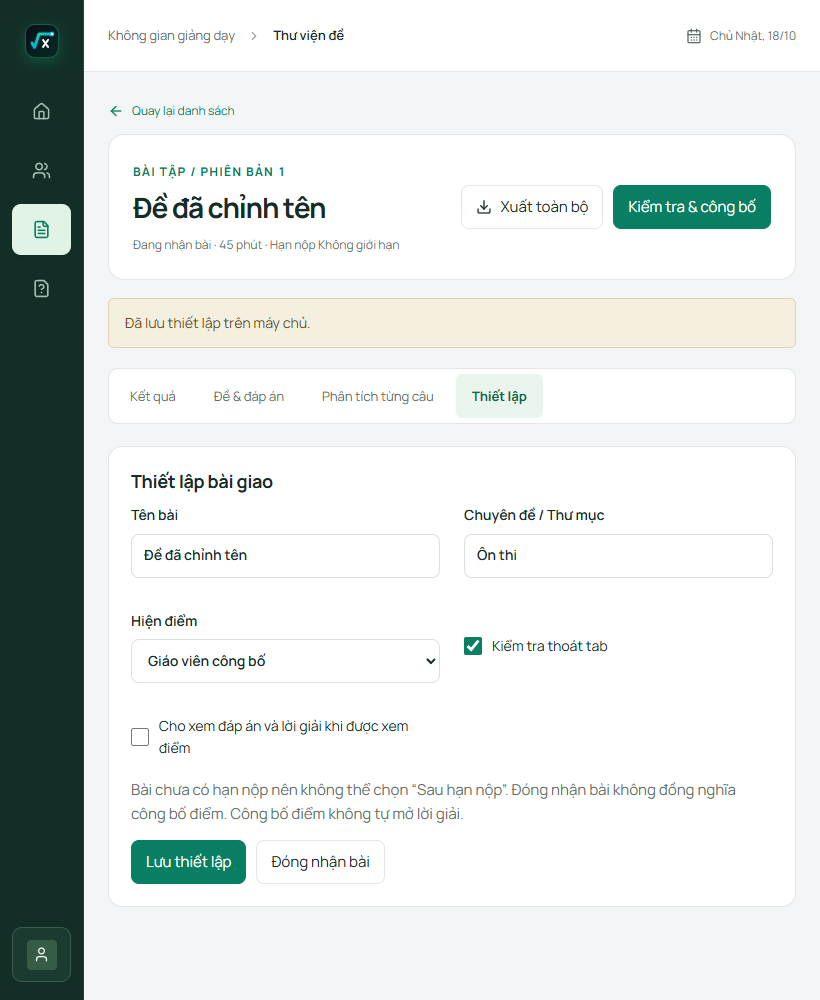 √x
Không gian giảng dạy > Thư viện đề
Chủ Nhật, 18/10
← Quay lại danh sách
BÀI TẬP / PHIÊN BẢN 1
Đề đã chỉnh tên
Đang nhận bài · 45 phút · Hạn nộp Không giới hạn
Xuất toàn bộ
Kiểm tra & công bố
Đã lưu thiết lập trên máy chủ.
Kết quả
Đề & đáp án
Phân tích từng câu
Thiết lập
Thiết lập bài giao
Tên bài
Chuyên đề / Thư mục
Đề đã chỉnh tên
Ôn thi
Hiện điểm
Giáo viên công bố
Kiểm tra thoát tab
Cho xem đáp án và lời giải khi được xem
điểm
Bài chưa có hạn nộp nên không thể chọn “Sau hạn nộp”. Đóng nhận bài không đồng nghĩa
công bố điểm. Công bố điểm không tự mở lời giải.
Lưu thiết lập
Đóng nhận bài